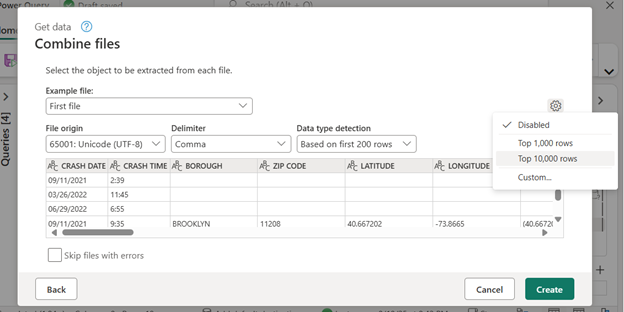 Power Query
Draft saved
Search (Alt + Q)
Get data
Combine files
Select the object to be extracted from each file.
Example file:
First file
File origin Delimiter Data type detection
65001: Unicode (UTF-8) Comma Based on first 200 rows
Disabled
Top 1,000 rows
Top 10,000 rows
Custom...
Queries [4]
CRASH DATE CRASH TIME BOROUGH ZIP CODE LATITUDE LONGITUDE
09/11/2021 2:39
03/26/2022 11:45
06/29/2022 6:55
09/11/2021 9:35 BROOKLYN 11208 40.667202 -73.8665 (40.66720
Skip files with errors
Back Cancel Create